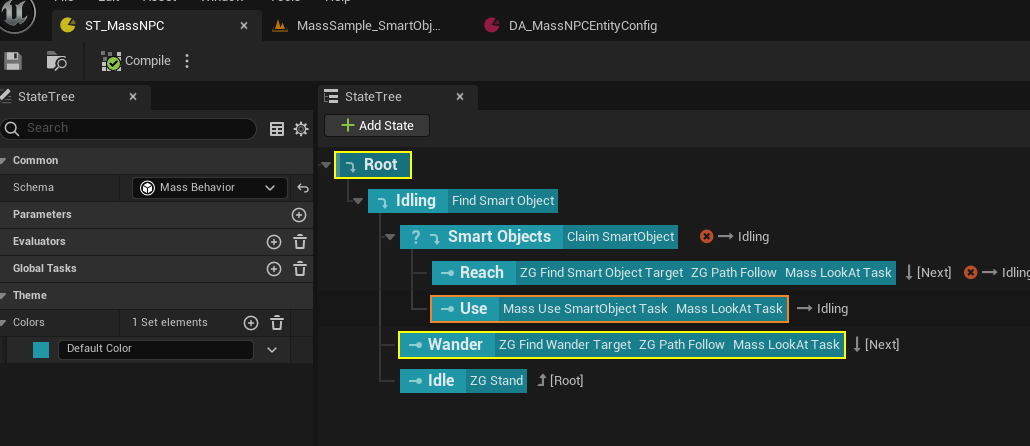 ST_MassNPC
MassSample_SmartObj...
DA_MassNPCEntityConfig
Compile
StateTree
StateTree
Search
Add State
Common
Schema
Mass Behavior
Parameters
Evaluators
Global Tasks
Theme
Colors
1 Set elements
Default Color
Root
Idling Find Smart Object
? Smart Objects Claim SmartObject → Idling
Reach ZG Find Smart Object Target ZG Path Follow Mass LookAt Task ↓ [Next] → Idling
Use Mass Use SmartObject Task Mass LookAt Task → Idling
Wander ZG Find Wander Target ZG Path Follow Mass LookAt Task ↓ [Next]
Idle ZG Stand [Root]